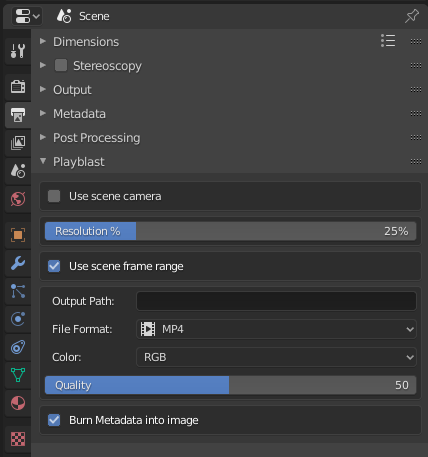 Scene
Dimensions
Stereoscopy
Output
Metadata
Post Processing
Playblast
Use scene camera
Resolution % 25%
Use scene frame range
Output Path:
File Format: MP4
Color: RGB
Quality 50
Burn Metadata into image